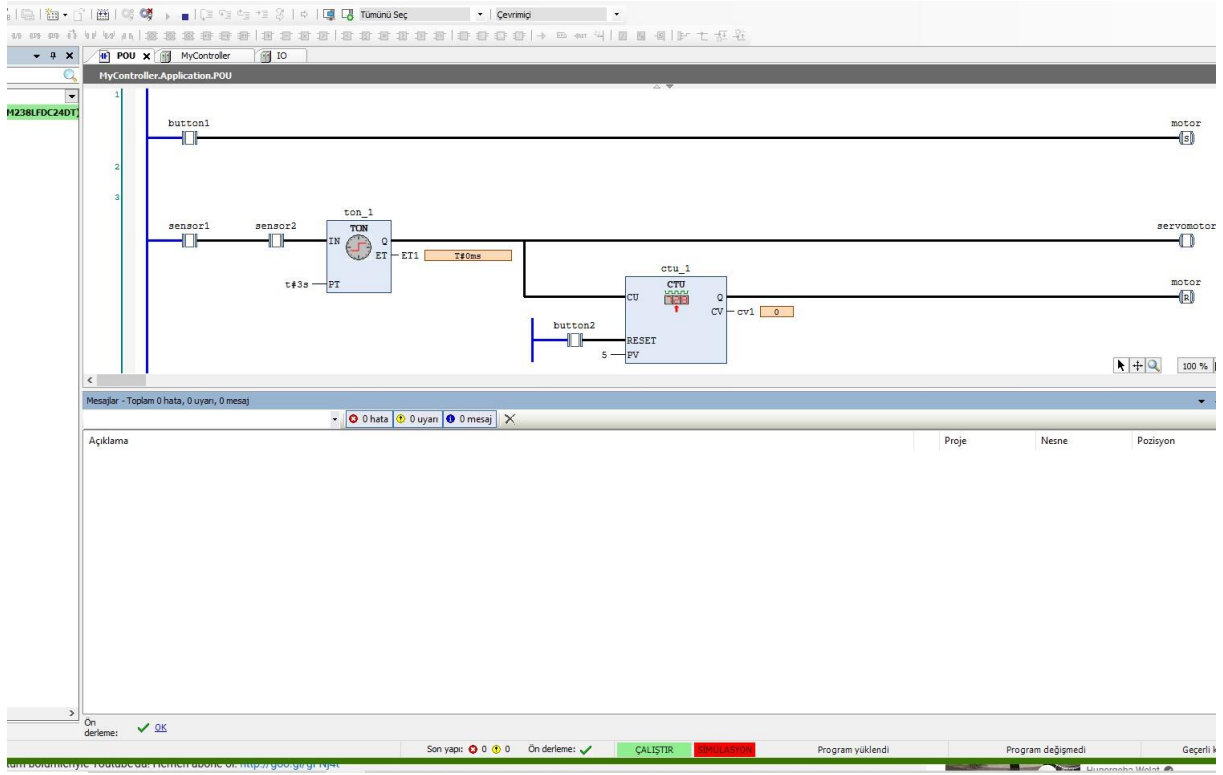 Tümünü Seç Çevrimiçi
POU MyController IO
MyController.Application.POU
M238LFDC24DT)
1
button1 motor
S
2
3
ton_1
sensor1 sensor2 TON servomotor
IN Q
ET ET1 T#0ms
t#3s PT
ctu_1
CTU motor
CU Q R
CV cv1 0
button2
RESET
5 PV
100 %
Mesajlar - Toplam 0 hata, 0 uyarı, 0 mesaj
0 hata 0 uyarı 0 mesaj
Açıklama Proje Nesne Pozisyon
Ön derleme: OK
Son yapı: 0 0 Ön derleme: ÇALIŞTIR SİMÜLASYON Program yüklendi Program değişmedi Geçerli k